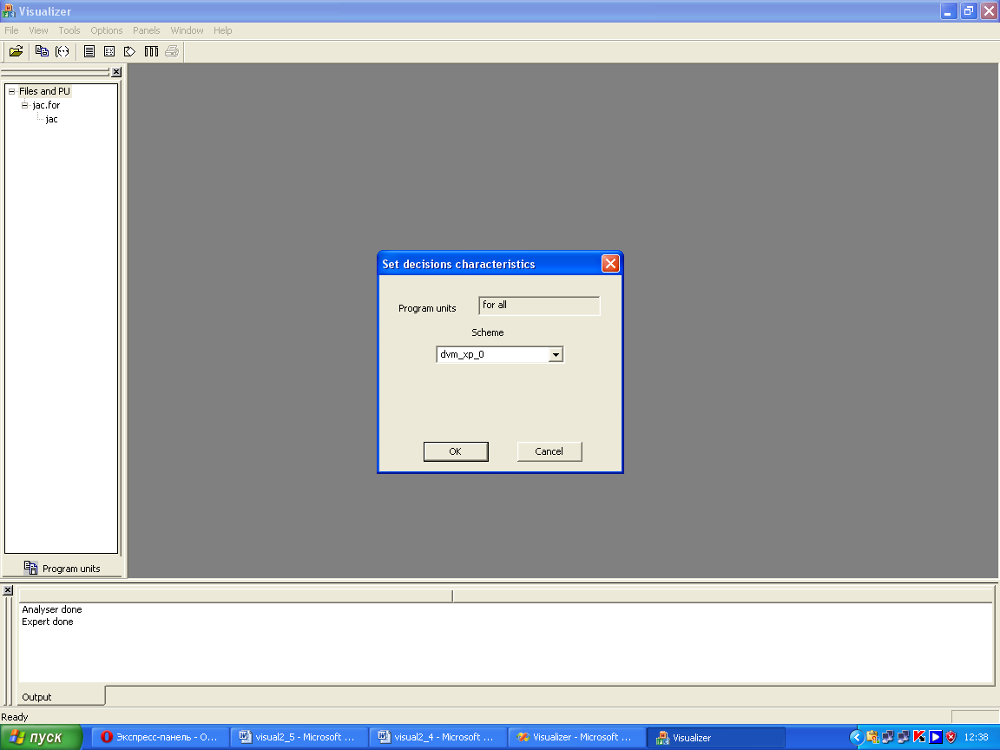 Visualizer
File View Tools Options Panels Window Help
Files and PU
jac.for
jac
Set decisions characteristics
Program units for all
Scheme
dvm_xp_0
OK Cancel
Program units
Analyser done
Expert done
Output
Ready
пуск Экспресс-панель - O... visual2_5 - Microsoft ... visual2_4 - Microsoft ... Visualizer - Microsoft ... Visualizer 12:38